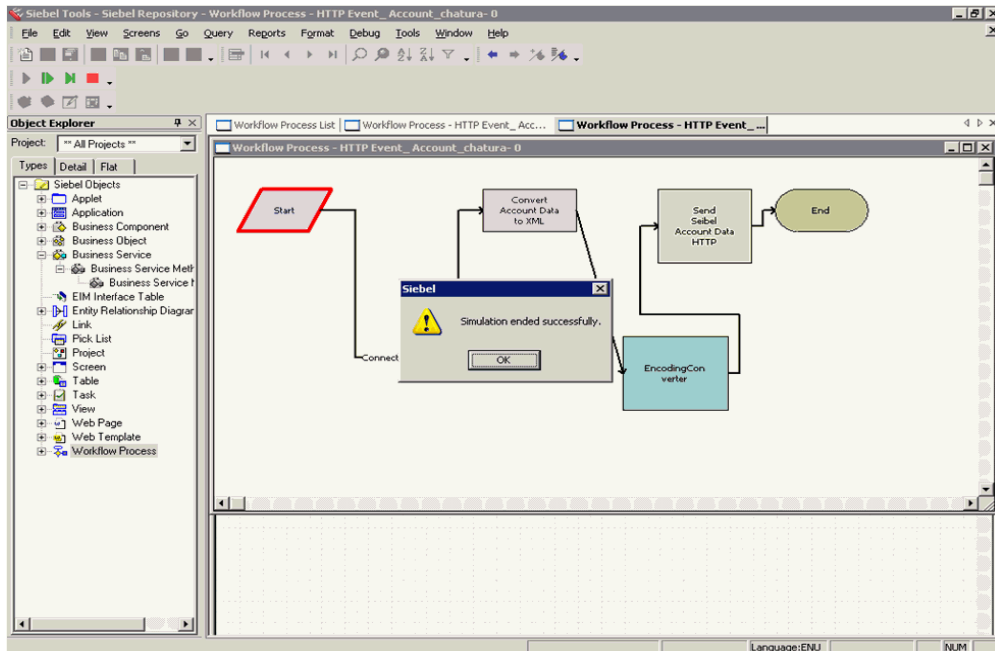 Siebel Tools - Siebel Repository - Workflow Process - HTTP Event_ Account_chatura- 0
File Edit View Screens Go Query Reports Format Debug Tools Window Help
Object Explorer
Project: ** All Projects **
Types Detail Flat
Siebel Objects
Applet
Application
Business Component
Business Object
Business Service
Business Service Meth
Business Service
EIM Interface Table
Entity Relationship Diagrar
Link
Pick List
Project
Screen
Table
Task
View
Web Page
Web Template
Workflow Process
Workflow Process List Workflow Process - HTTP Event_ Acc... Workflow Process - HTTP Event_ ...
Workflow Process - HTTP Event_ Account_chatura- 0
Start
Convert
Account Data
to XML
Send
Seibel
Account Data
HTTP
End
Connect
EncodingCon
verter
Siebel
Simulation ended successfully.
OK
Language:ENU NUM